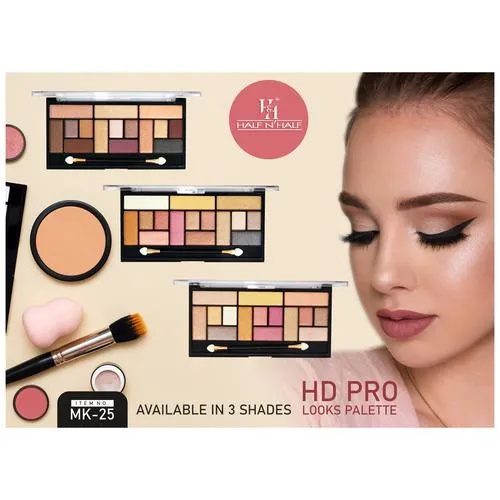 H&H
HALF N' HALF
ITEM NO.
MK-25
AVAILABLE IN 3 SHADES
HD PRO
LOOKS PALETTE